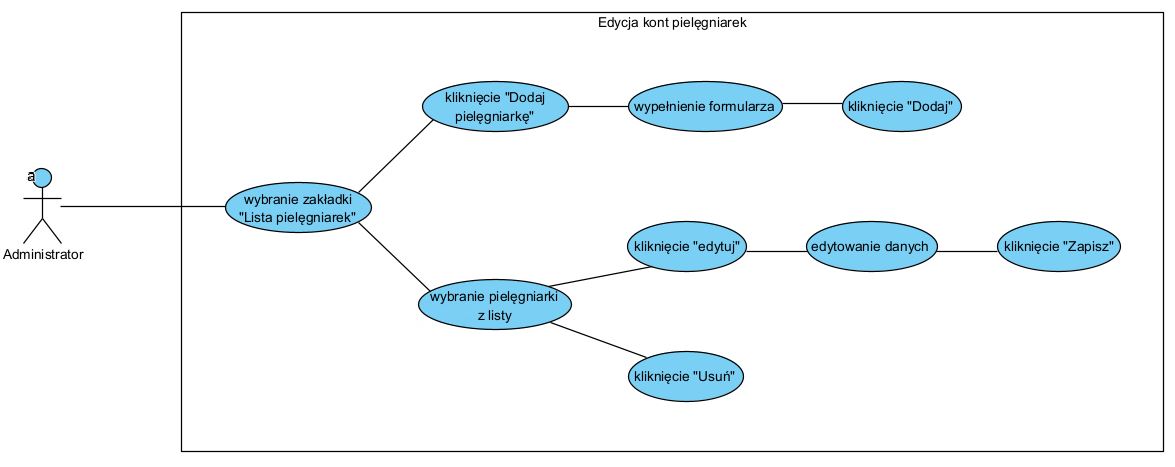 Edycja kont pielęgniarek
kliknięcie "Dodaj
pielęgniarkę"
wypełnienie formularza
kliknięcie "Dodaj"
a
Administrator
wybranie zakładki
"Lista pielęgniarek"
kliknięcie "edytuj"
edytowanie danych
kliknięcie "Zapisz"
wybranie pielęgniarki
z listy
kliknięcie "Usuń"